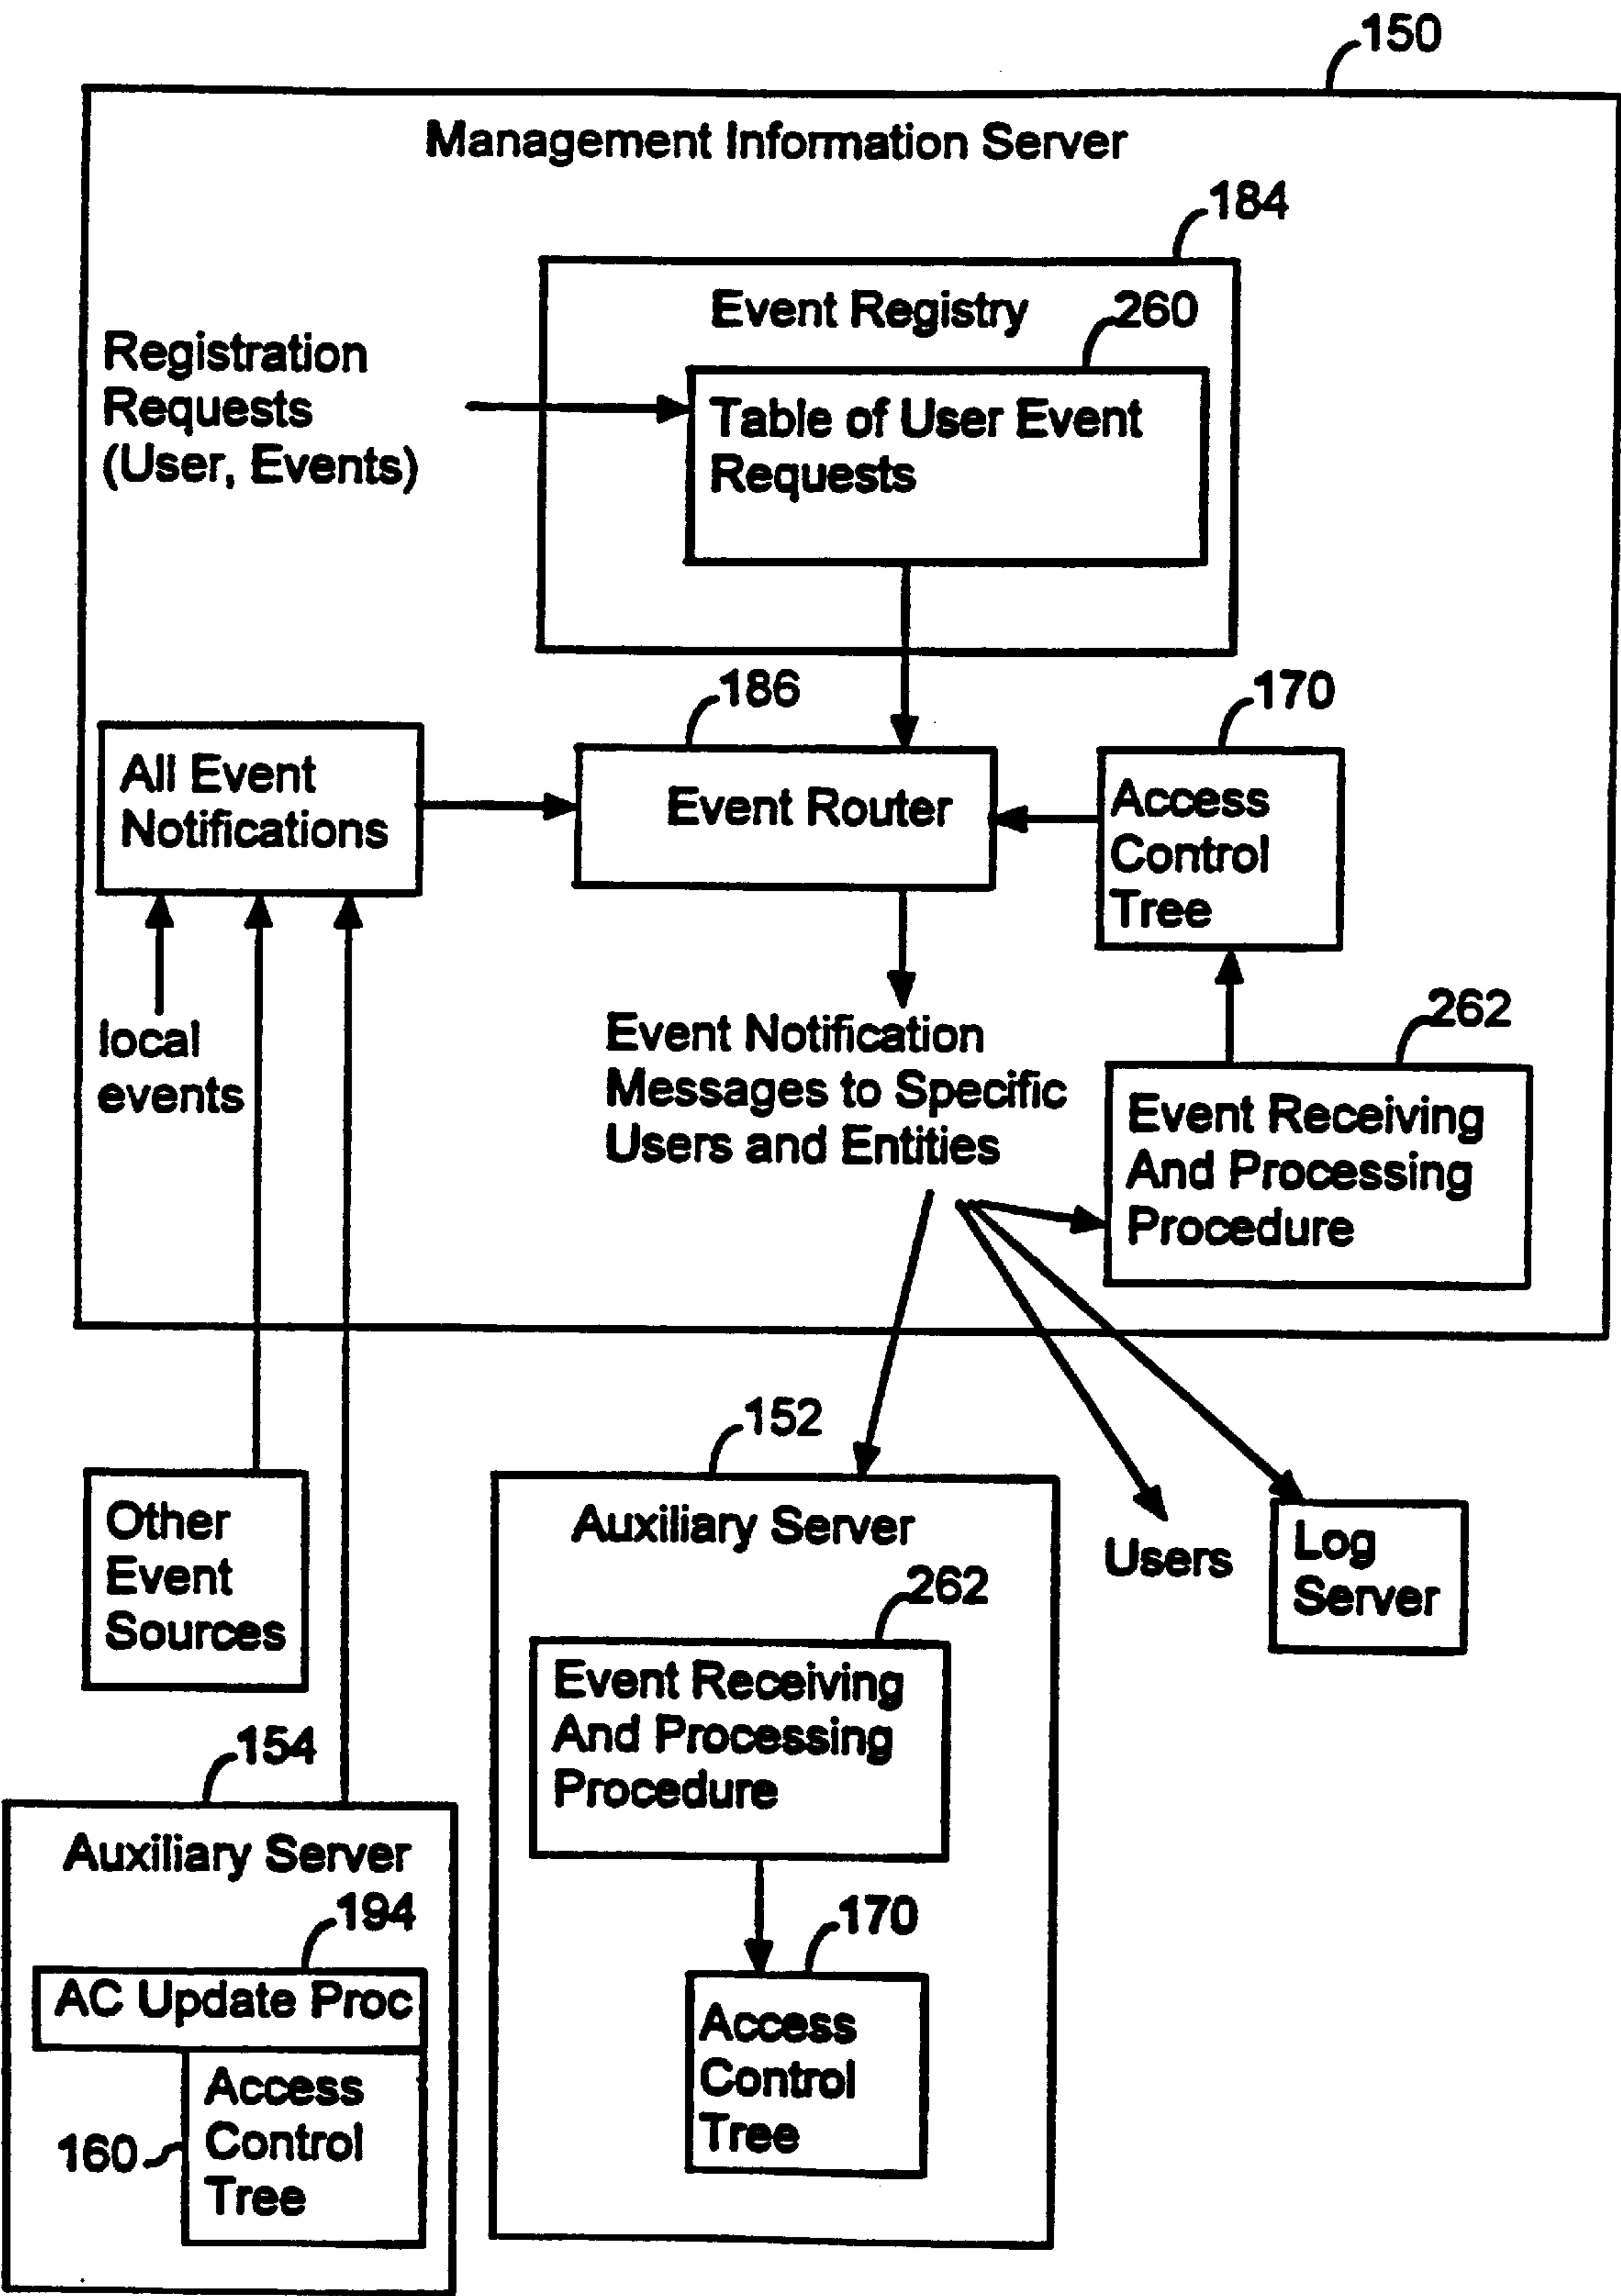 150
Management Information Server
184
Event Registry
260
Registration
Requests
(User, Events)
Table of User Event
Requests
186
170
All Event
Notifications
Event Router
Access
Control
Tree
local
events
Event Notification
Messages to Specific
Users and Entities
262
Event Receiving
And Processing
Procedure
152
Other
Event
Sources
Auxiliary Server
Users
Log
Server
262
Event Receiving
And Processing
Procedure
154
Auxiliary Server
194
AC Update Proc
160
Access
Control
Tree
170
Access
Control
Tree